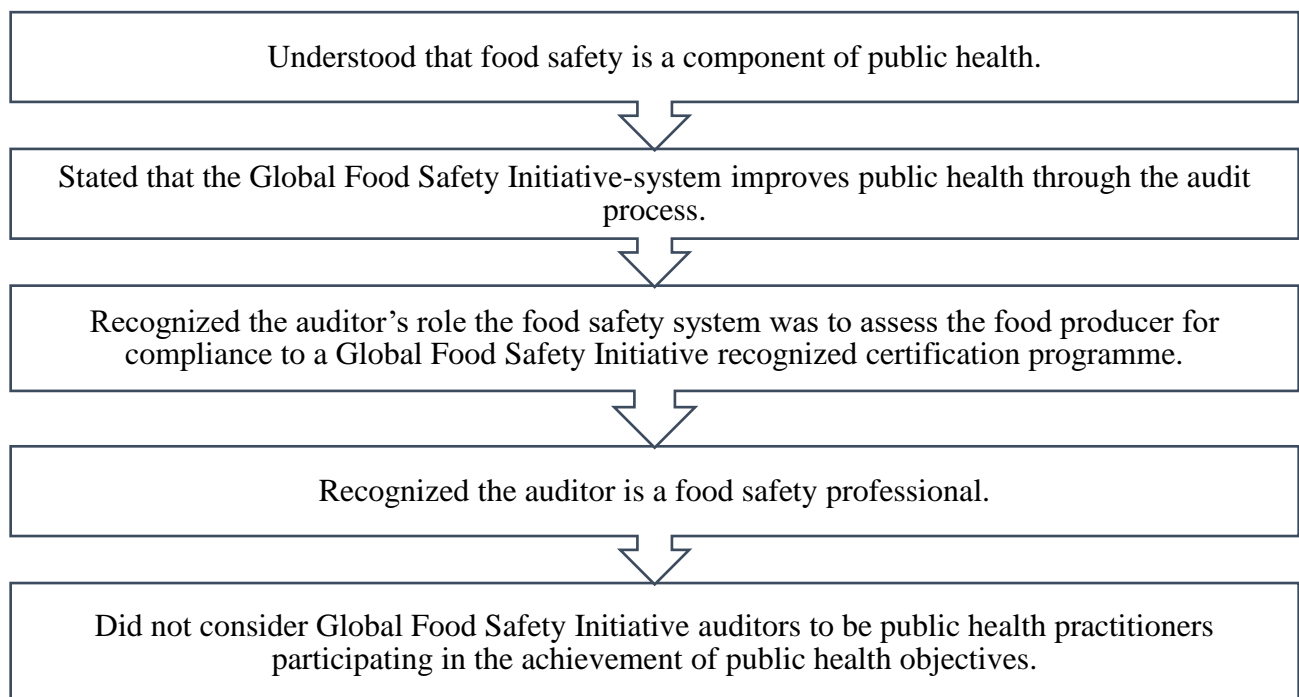 Understood that food safety is a component of public health.
Stated that the Global Food Safety Initiative-system improves public health through the audit
process.
Recognized the auditor’s role the food safety system was to assess the food producer for
compliance to a Global Food Safety Initiative recognized certification programme.
Recognized the auditor is a food safety professional.
Did not consider Global Food Safety Initiative auditors to be public health practitioners
participating in the achievement of public health objectives.